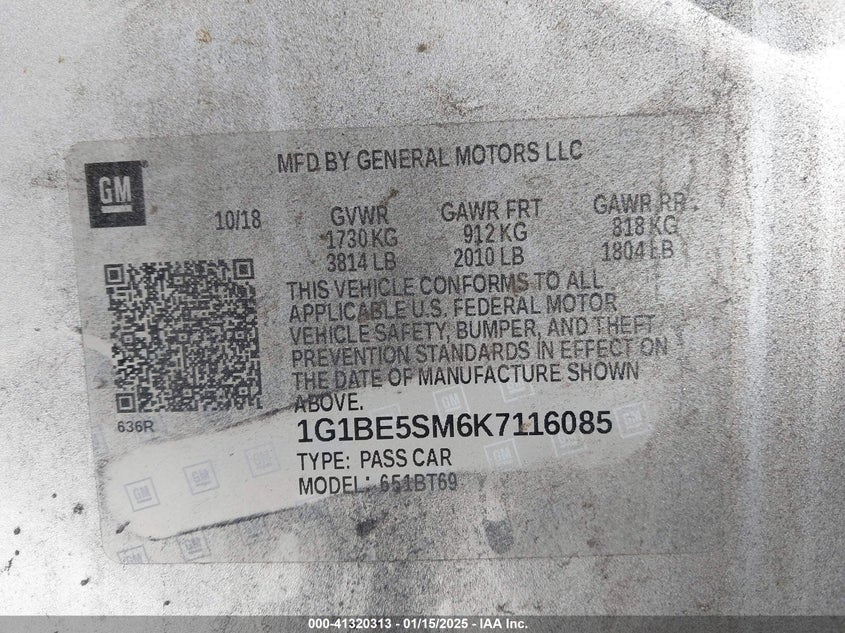 MFD BY GENERAL MOTORS LLC
GM
10/18 GVWR GAWR FRT GAWR RR
1730 KG 912 KG 818 KG
3814 LB 2010 LB 1804 LB
THIS VEHICLE CONFORMS TO ALL
APPLICABLE U.S. FEDERAL MOTOR
VEHICLE SAFETY, BUMPER, AND THEFT
PREVENTION STANDARDS IN EFFECT ON
THE DATE OF MANUFACTURE SHOWN
ABOVE.
636R
1G1BE5SM6K7116085
TYPE: PASS CAR
MODEL: 651BT69
000-41320313 - 01/15/2025 - IAA Inc.